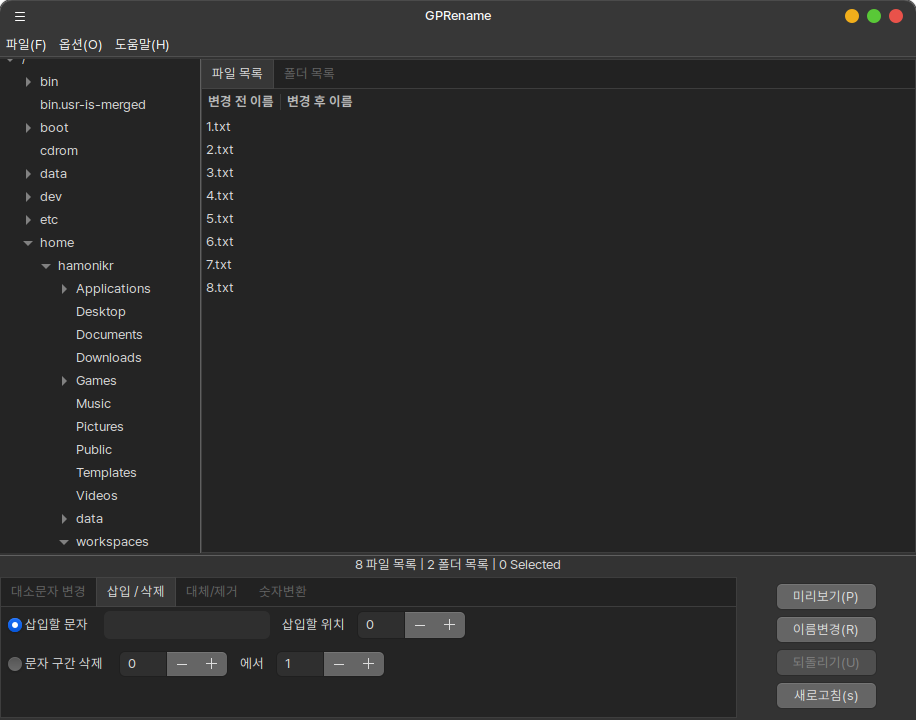 GPRename
파일(F) 옵션(O) 도움말(H)
/
bin
bin.usr-is-merged
boot
cdrom
data
dev
etc
home
hamonikr
Applications
Desktop
Documents
Downloads
Games
Music
Pictures
Public
Templates
Videos
data
workspaces
파일 목록 폴더 목록
변경 전 이름 변경 후 이름
1.txt
2.txt
3.txt
4.txt
5.txt
6.txt
7.txt
8.txt
8 파일 목록 | 2 폴더 목록 | 0 Selected
대소문자 변경 삽입 / 삭제 대체/제거 숫자변환
삽입할 문자 삽입할 위치 0
문자 구간 삭제 0 에서 1
미리보기(P)
이름변경(R)
되돌리기(U)
새로고침(s)